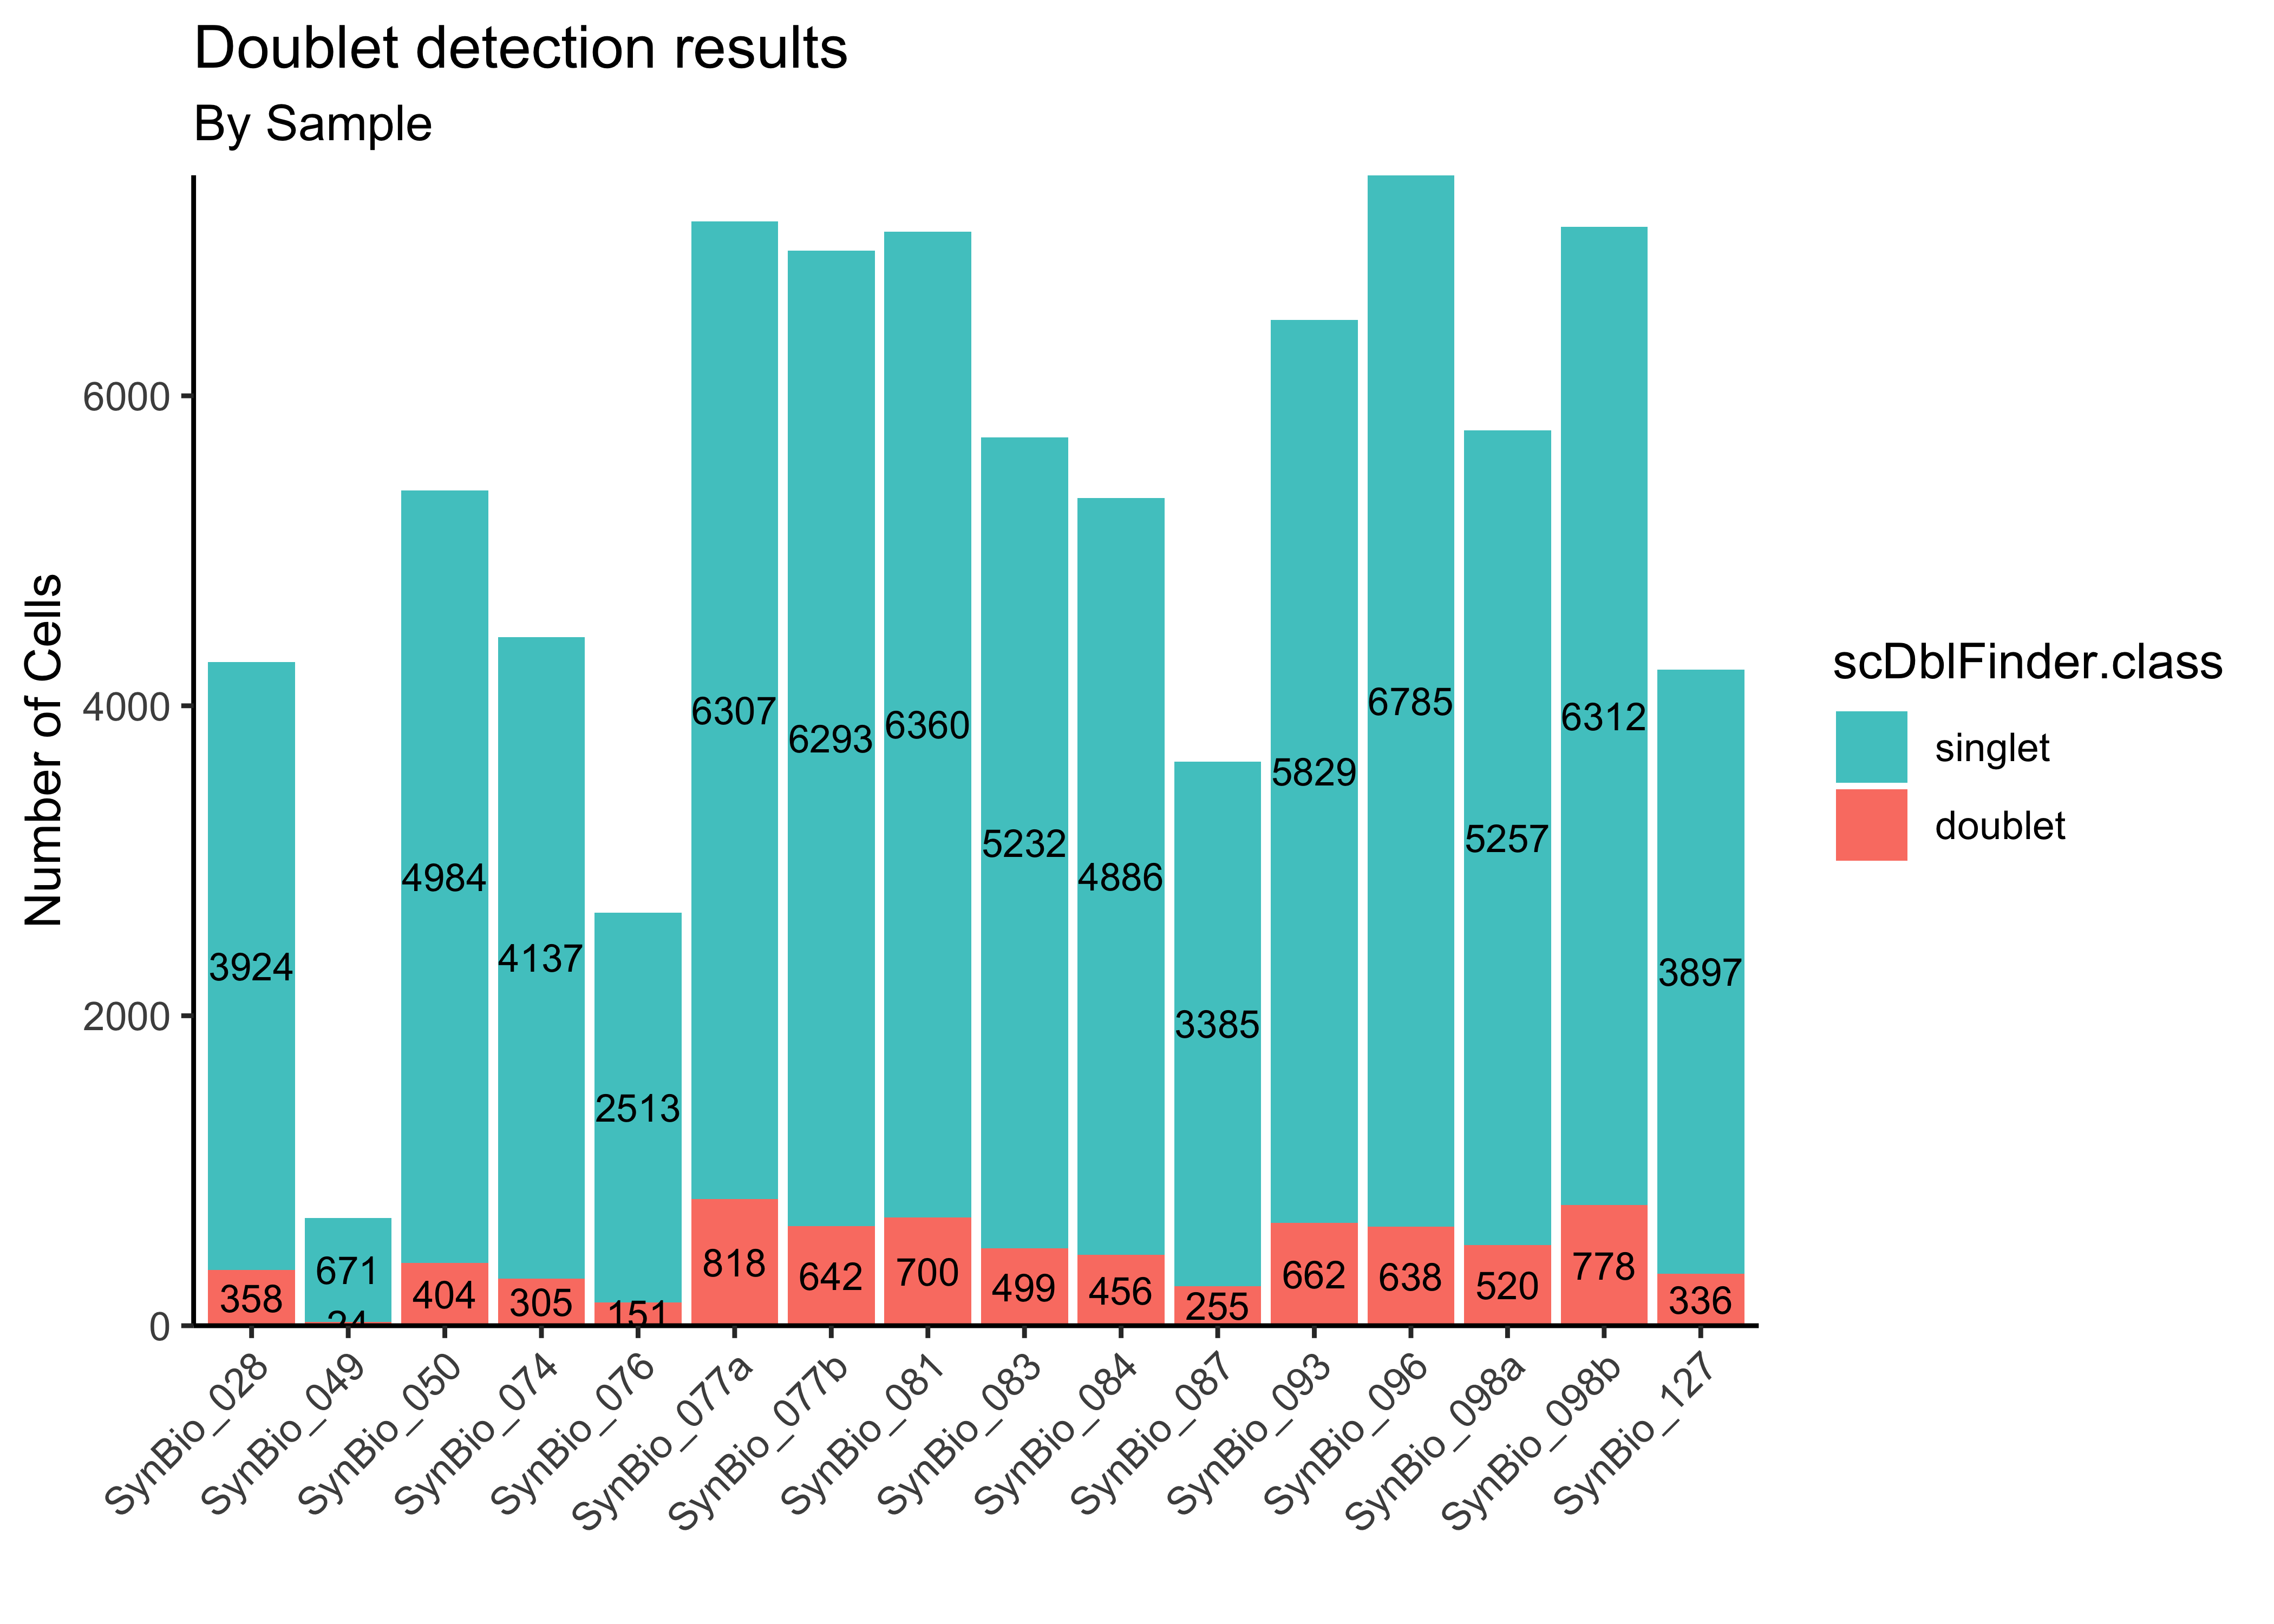 Doublet detection results
By Sample
Number of Cells
6000
4000
2000
0
3924
358
671
4984
404
4137
305
2513
151
6307
818
6293
642
6360
700
5232
499
4886
456
3385
255
5829
662
6785
638
5257
520
6312
778
3897
336
SynBio_028
SynBio_049
SynBio_050
SynBio_074
SynBio_076
SynBio_077a
SynBio_077b
SynBio_081
SynBio_083
SynBio_084
SynBio_087
SynBio_093
SynBio_096
SynBio_098a
SynBio_098b
SynBio_127
scDblFinder.class
singlet
doublet